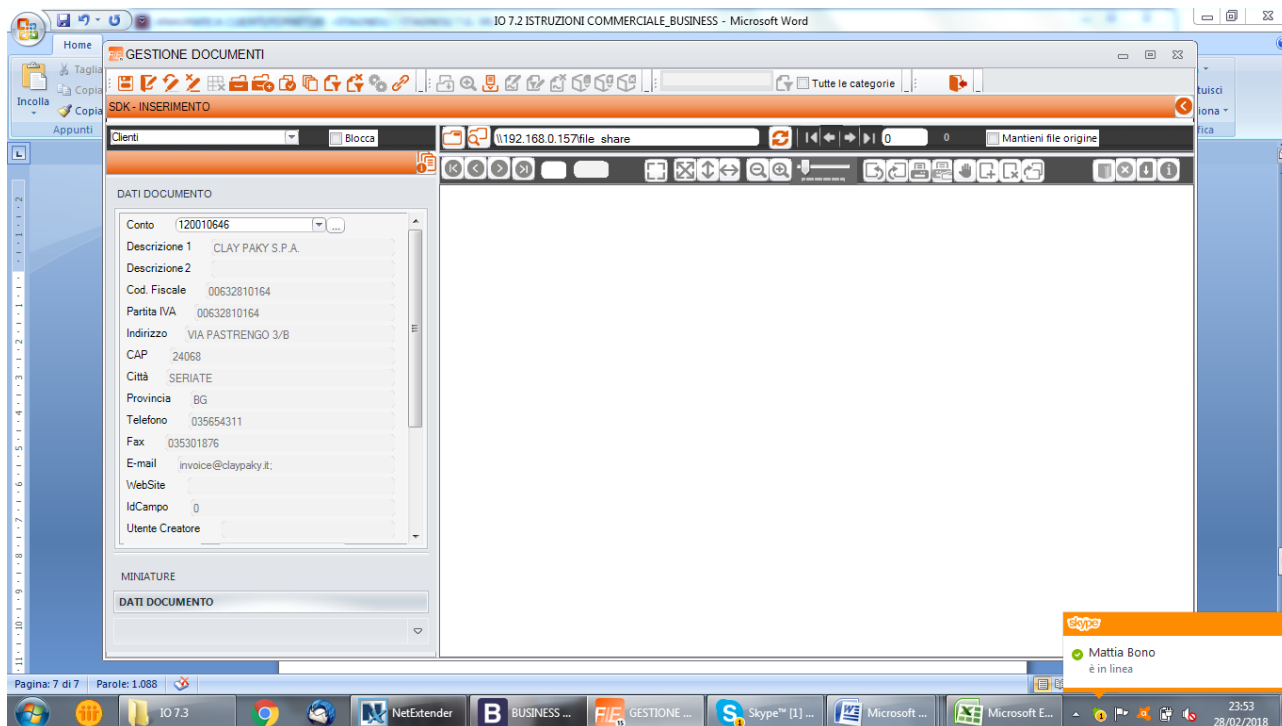 IO 7.2 ISTRUZIONI COMMERCIALE_BUSINESS - Microsoft Word
Home
Taglia
Copia
Incolla
Copia
Appunti
GESTIONE DOCUMENTI
Tutte le categorie
SDK - INSERIMENTO
Clienti
Blocca
\\192.168.0.157\file_share
0
0
Mantieni file origine
DATI DOCUMENTO
Conto 120010646 ...
Descrizione 1 CLAY PAKY S.P.A.
Descrizione 2
Cod. Fiscale 00632810164
Partita IVA 00632810164
Indirizzo VIA PASTRENGO 3/B
CAP 24068
Città SERIATE
Provincia BG
Telefono 035654311
Fax 035301876
E-mail invoice@claypaky.it;
WebSite
IdCampo 0
Utente Creatore
MINIATURE
DATI DOCUMENTO
tuisci
iona
fica
skype
Mattia Bono
è in linea
Pagina: 7 di 7 Parole: 1.088
IO 7.3
NetExtender
BUSINESS ...
GESTIONE ...
Skype™ [1] ...
Microsoft ...
Microsoft E...
23:53
28/02/2018